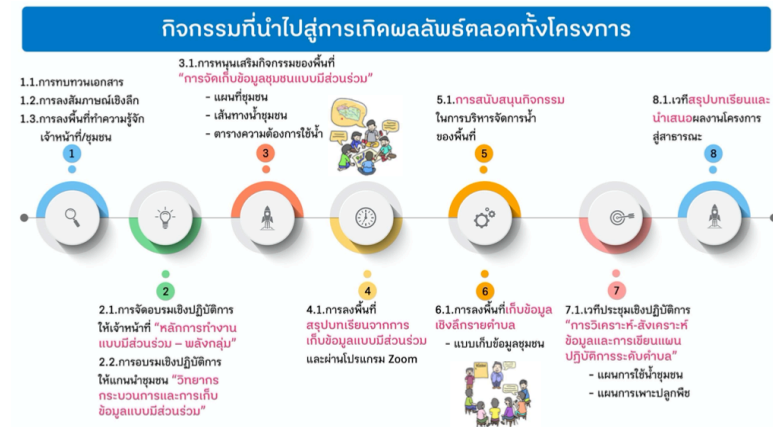 กิจกรรมที่นำไปสู่การเกิดผลลัพธ์ตลอดทั้งโครงการ
1.1.การทบทวนเอกสาร
1.2.การลงสัมภาษณ์เชิงลึก
1.3.การลงพื้นที่ทำความรู้จัก
เจ้าหน้าที่/ชุมชน
1
2
2.1.การจัดอบรมเชิงปฏิบัติการ
ให้เจ้าหน้าที่ "หลักการทำงาน
แบบมีส่วนร่วม – พลังกลุ่ม"
2.2.การอบรมเชิงปฏิบัติการ
ให้แกนนำชุมชน "วิทยากร
กระบวนการและการเก็บ
ข้อมูลแบบมีส่วนร่วม"
3.1.การหนุนเสริมกิจกรรมของพื้นที่
"การจัดเก็บข้อมูลชุมชนแบบมีส่วนร่วม"
- แผนที่ชุมชน
- เส้นทางน้ำชุมชน
- ตารางความต้องการใช้น้ำ
3
4
4.1.การลงพื้นที่
สรุปบทเรียนจากการ
เก็บข้อมูลแบบมีส่วนร่วม
และผ่านโปรแกรม Zoom
5.1.การสนับสนุนกิจกรรม
ในการบริหารจัดการน้ำ
ของพื้นที่
5
6
6.1.การลงพื้นที่เก็บข้อมูล
เชิงลึกรายตำบล
- แบบเก็บข้อมูลชุมชน
7
7.1.เวทีประชุมเชิงปฏิบัติการ
"การวิเคราะห์-สังเคราะห์
ข้อมูลและการเขียนแผน
ปฏิบัติการระดับตำบล"
- แผนการใช้น้ำชุมชน
- แผนการเพาะปลูกพืช
8.1.เวทีสรุปบทเรียนและ
นำเสนอผลงานโครงการ
สู่สาธารณะ
8